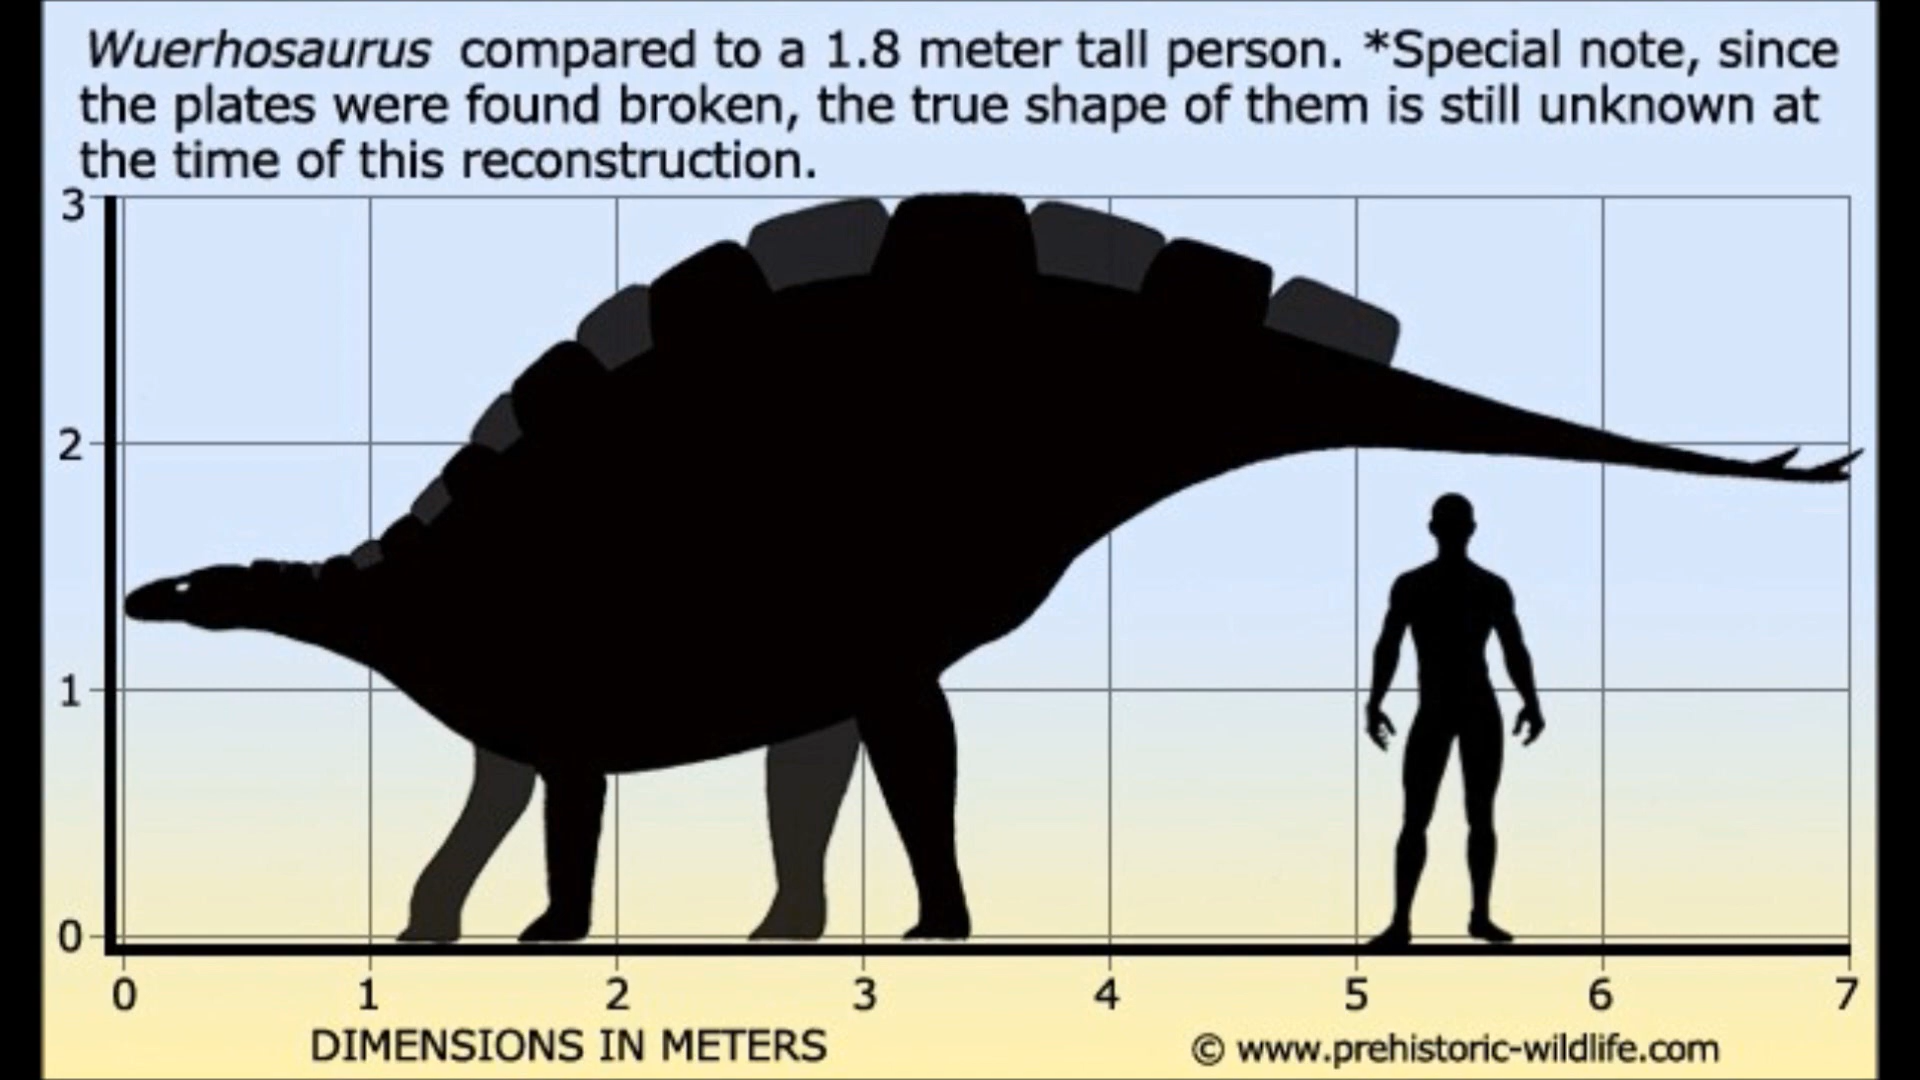 Wuerhosaurus compared to a 1.8 meter tall person. *Special note, since
the plates were found broken, the true shape of them is still unknown at
the time of this reconstruction.
3
2
1
0
0 1 2 3 4 5 6 7
DIMENSIONS IN METERS
© www.prehistoric-wildlife.com